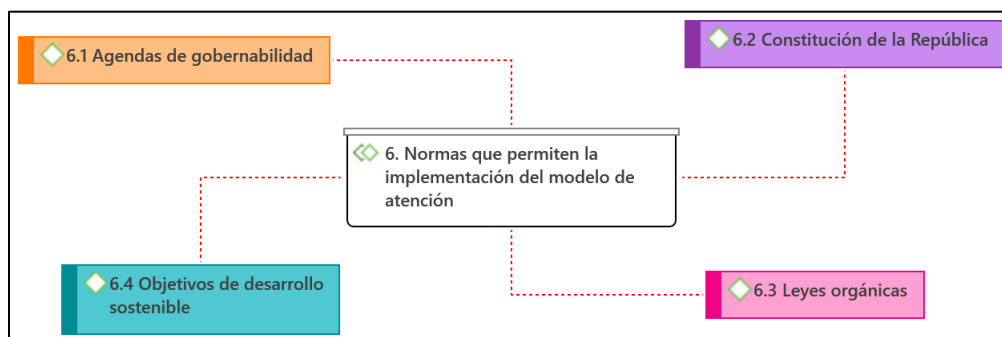 6.1 Agendas de gobernabilidad
6.2 Constitución de la República
6. Normas que permiten la
implementación del modelo de
atención
6.4 Objetivos de desarrollo
sostenible
6.3 Leyes orgánicas